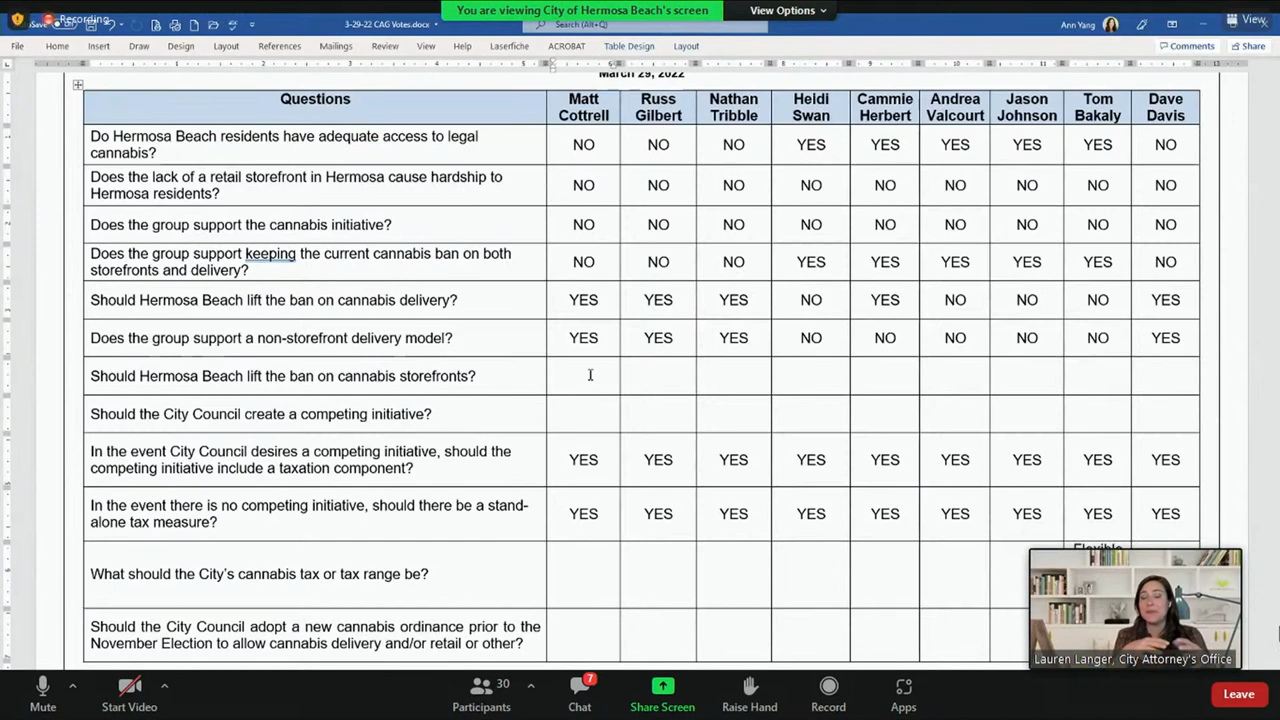 You are viewing City of Hermosa Beach's screen
View Options
Recording
3-29-22 CAG Votes.docx
Search (Alt+Q)
Ann Yang
View
File Home Insert Draw Design Layout References Mailings Review View Help Laserfiche ACROBAT Table Design Layout Comments Share
March 29, 2022
Questions Matt Cottrell Russ Gilbert Nathan Tribble Heidi Swan Cammie Herbert Andrea Valcourt Jason Johnson Tom Bakaly Dave Davis
Do Hermosa Beach residents have adequate access to legal
cannabis?
NO NO NO YES YES YES YES YES NO
Does the lack of a retail storefront in Hermosa cause hardship to
Hermosa residents?
NO NO NO NO NO NO NO NO NO
Does the group support the cannabis initiative?
NO NO NO NO NO NO NO NO NO
Does the group support keeping the current cannabis ban on both
storefronts and delivery?
NO NO NO YES YES YES YES YES NO
Should Hermosa Beach lift the ban on cannabis delivery?
YES YES YES NO YES NO NO NO YES
Does the group support a non-storefront delivery model?
YES YES YES NO NO NO NO NO YES
Should Hermosa Beach lift the ban on cannabis storefronts?
Should the City Council create a competing initiative?
In the event City Council desires a competing initiative, should the
competing initiative include a taxation component?
YES YES YES YES YES YES YES YES YES
In the event there is no competing initiative, should there be a stand-
alone tax measure?
YES YES YES YES YES YES YES YES YES
Flexible
What should the City's cannabis tax or tax range be?
Should the City Council adopt a new cannabis ordinance prior to the
November Election to allow cannabis delivery and/or retail or other?
Lauren Langer, City Attorney's Office
30
7
Mute Start Video Participants Chat Share Screen Raise Hand Record Apps Leave